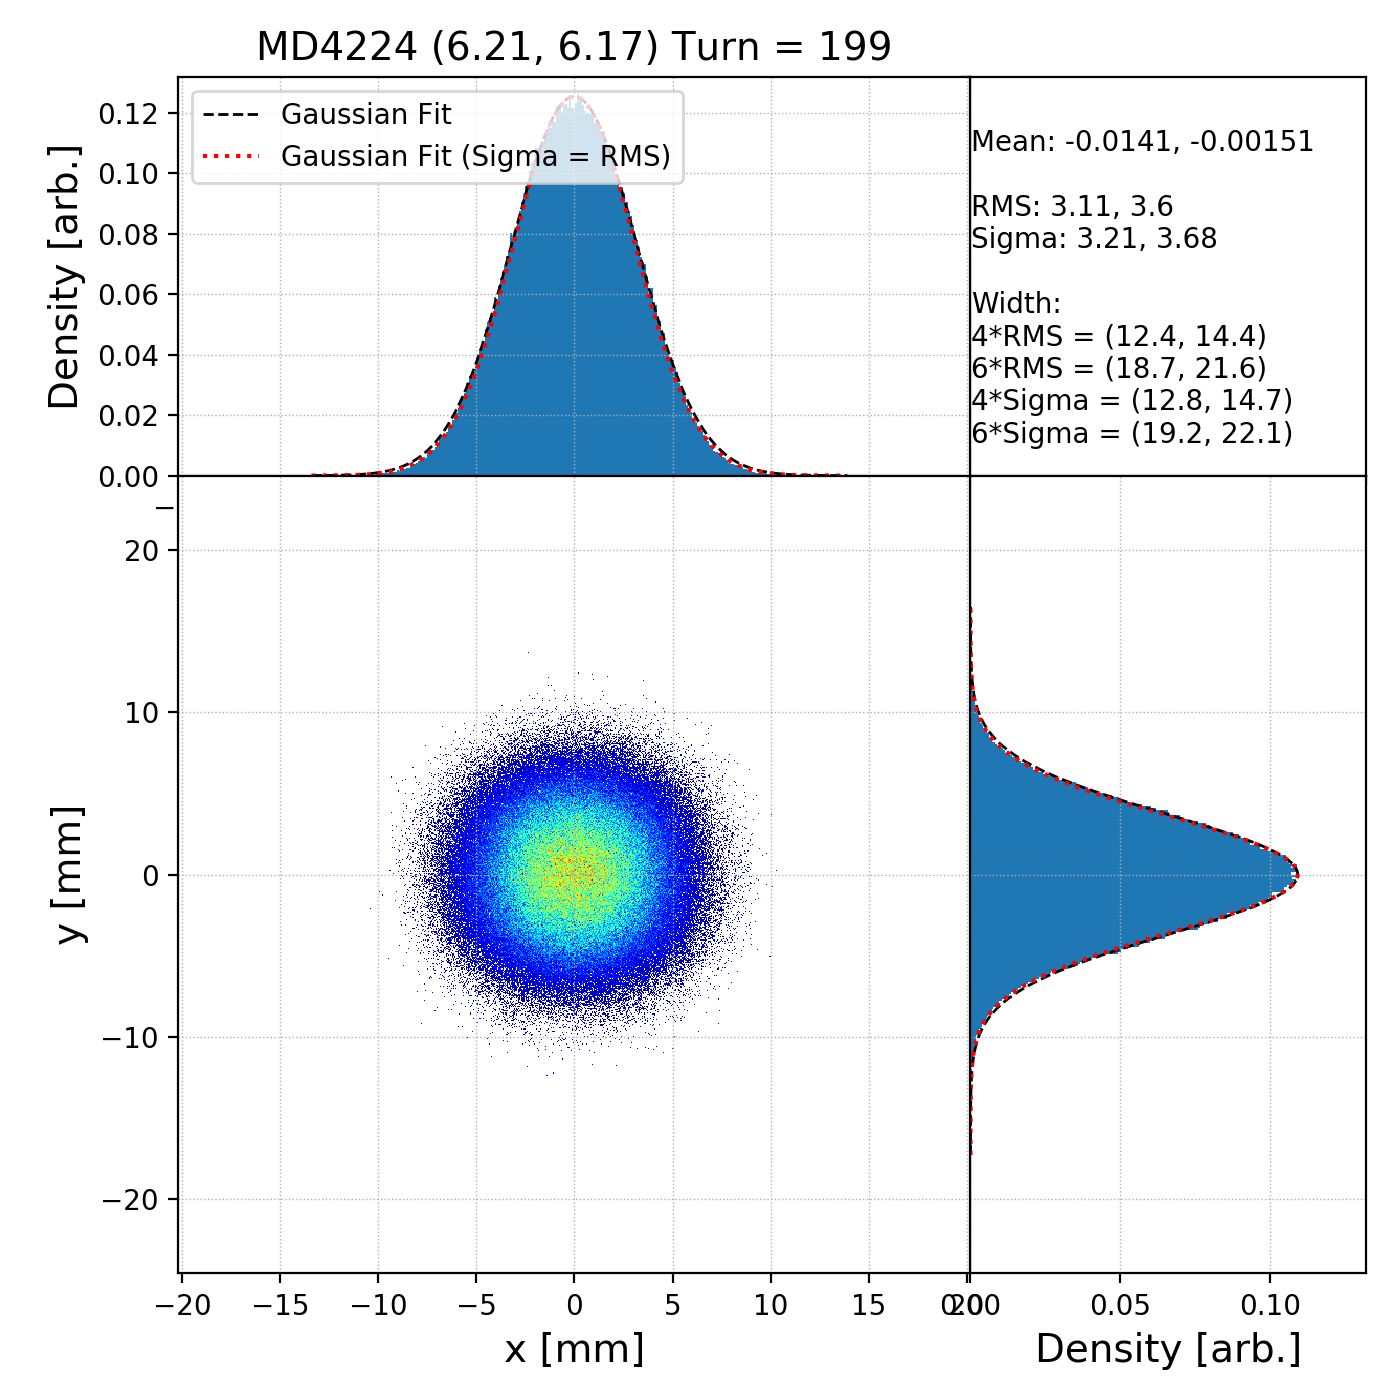 MD4224 (6.21, 6.17) Turn = 199
Gaussian Fit
Gaussian Fit (Sigma = RMS)
Density [arb.]
0.12
0.10
0.08
0.06
0.04
0.02
0.00
Mean: -0.0141, -0.00151
RMS: 3.11, 3.6
Sigma: 3.21, 3.68
Width:
4*RMS = (12.4, 14.4)
6*RMS = (18.7, 21.6)
4*Sigma = (12.8, 14.7)
6*Sigma = (19.2, 22.1)
y [mm]
20
10
0
−10
−20
−20 −15 −10 −5 0 5 10 15 20
x [mm]
0.00 0.05 0.10
Density [arb.]